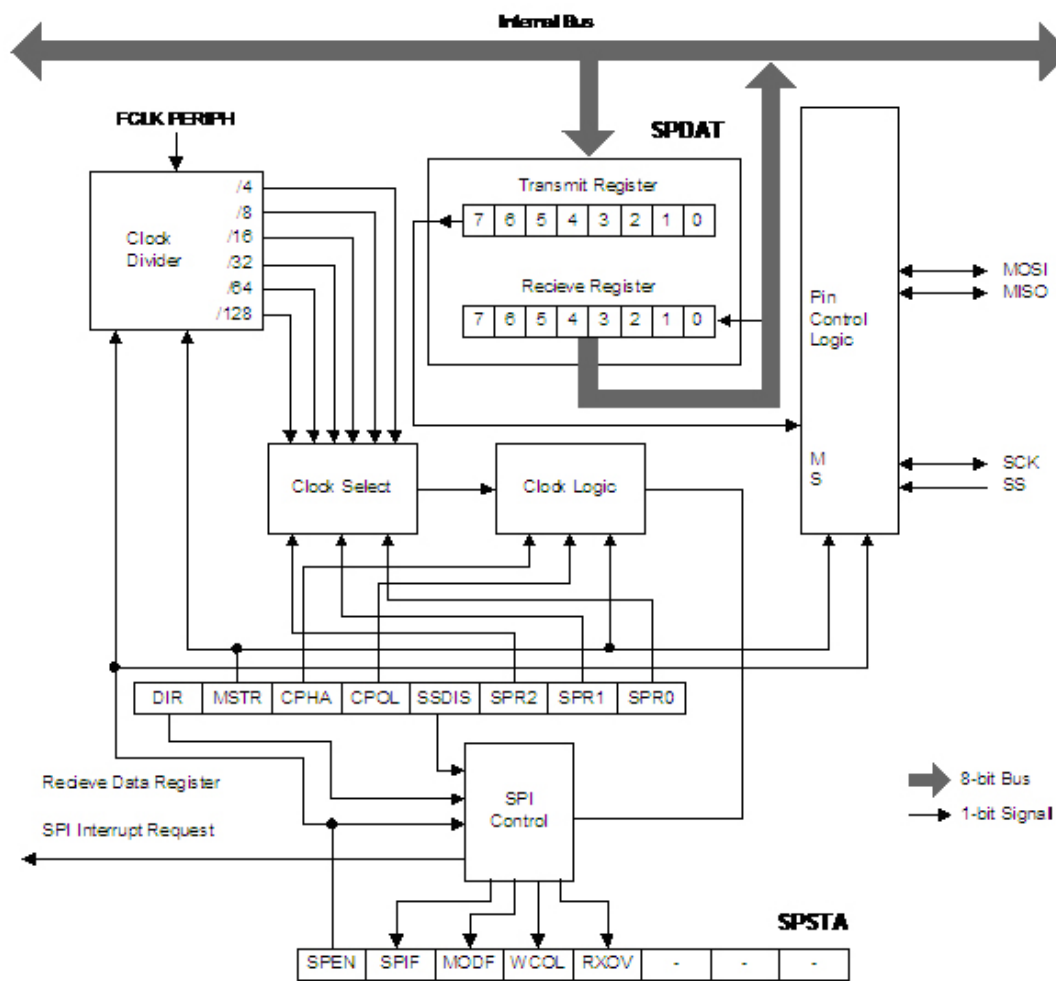 Internal Bus
FCLK PERIPH
SPDAT
Clock
Divider
/4
/8
/16
/32
/64
/128
Transmit Register
7 6 5 4 3 2 1 0
Recieve Register
7 6 5 4 3 2 1 0
Pin
Control
Logic
M
S
MOSI
MISO
SCK
SS
Clock Select
Clock Logic
DIR MSTR CPHA CPOL SSDIS SPR2 SPR1 SPR0
Recieve Data Register
SPI Interrupt Request
SPI
Control
8-bit Bus
1-bit Signal
SPSTA
SPEN SPIF MODF WCOL RXOV - - -